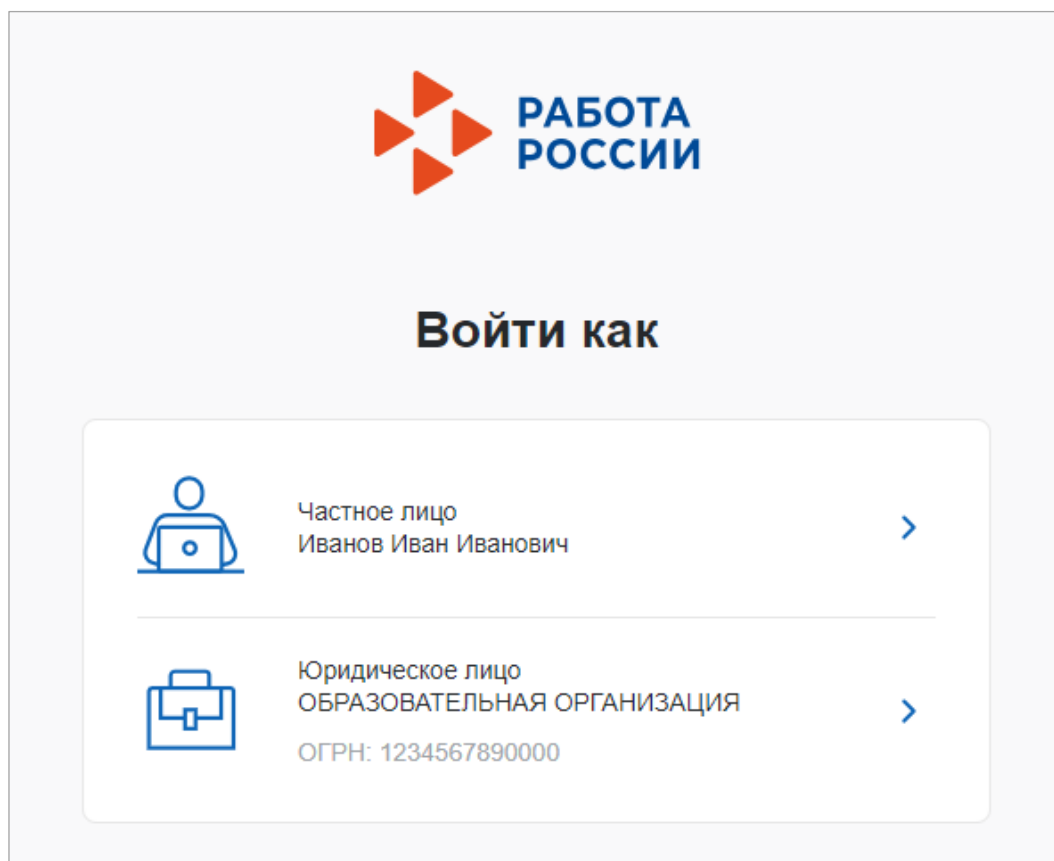 РАБОТА
РОССИИ
Войти как
Частное лицо
Иванов Иван Иванович
Юридическое лицо
ОБРАЗОВАТЕЛЬНАЯ ОРГАНИЗАЦИЯ
ОГРН: 1234567890000